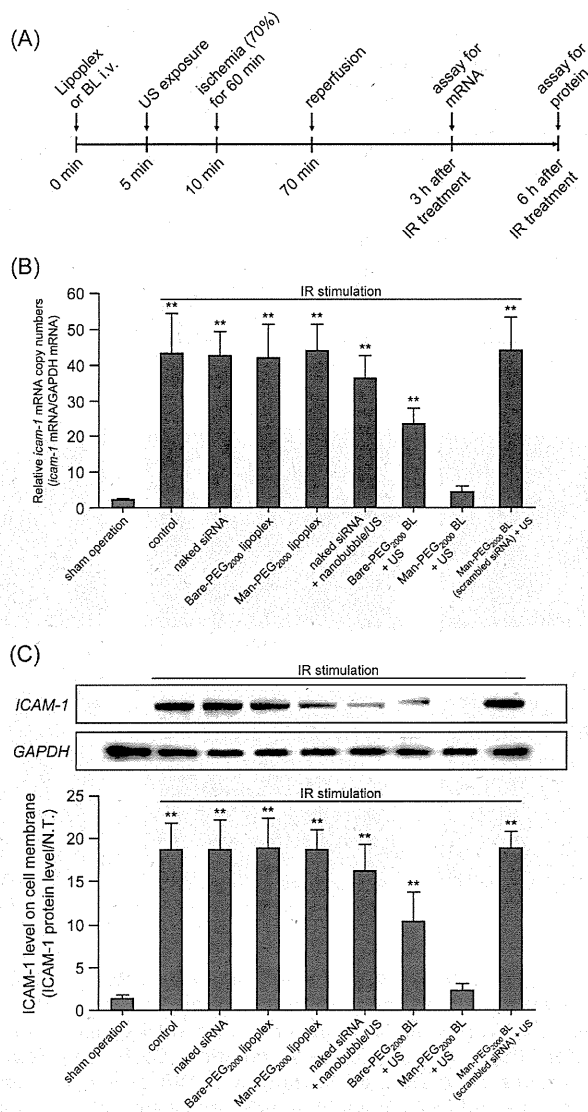 (A)
Lipoplex
or BL i.v.
US exposure
ischemia (70%)
for 60 min
reperfusion
assay for
mRNA
assay for
protein
0 min
5 min
10 min
70 min
3 h after
IR treatment
6 h after
IR treatment
(B)
IR stimulation
Relative icam-1 mRNA copy numbers
(icam-1 mRNA/GAPDH mRNA)
60
50
40
30
20
10
0
**
**
**
**
**
**
**
sham operation
control
naked siRNA
Bare-PEG2000 lipoplex
Man-PEG2000 lipoplex
naked siRNA
+ nanobubble/US
Bare-PEG2000 BL
+ US
Man-PEG2000 BL
+ US
Man-PEG2000 BL
(scrambled siRNA) + US
(C)
IR stimulation
ICAM-1
GAPDH
IR stimulation
ICAM-1 level on cell membrane
(ICAM-1 protein level/N.T.)
25
20
15
10
5
0
**
**
**
**
**
**
**
sham operation
control
naked siRNA
Bare-PEG2000 lipoplex
Man-PEG2000 lipoplex
naked siRNA
+ nanobubble/US
Bare-PEG2000 BL
+ US
Man-PEG2000 BL
+ US
Man-PEG2000 BL
(scrambled siRNA) + US